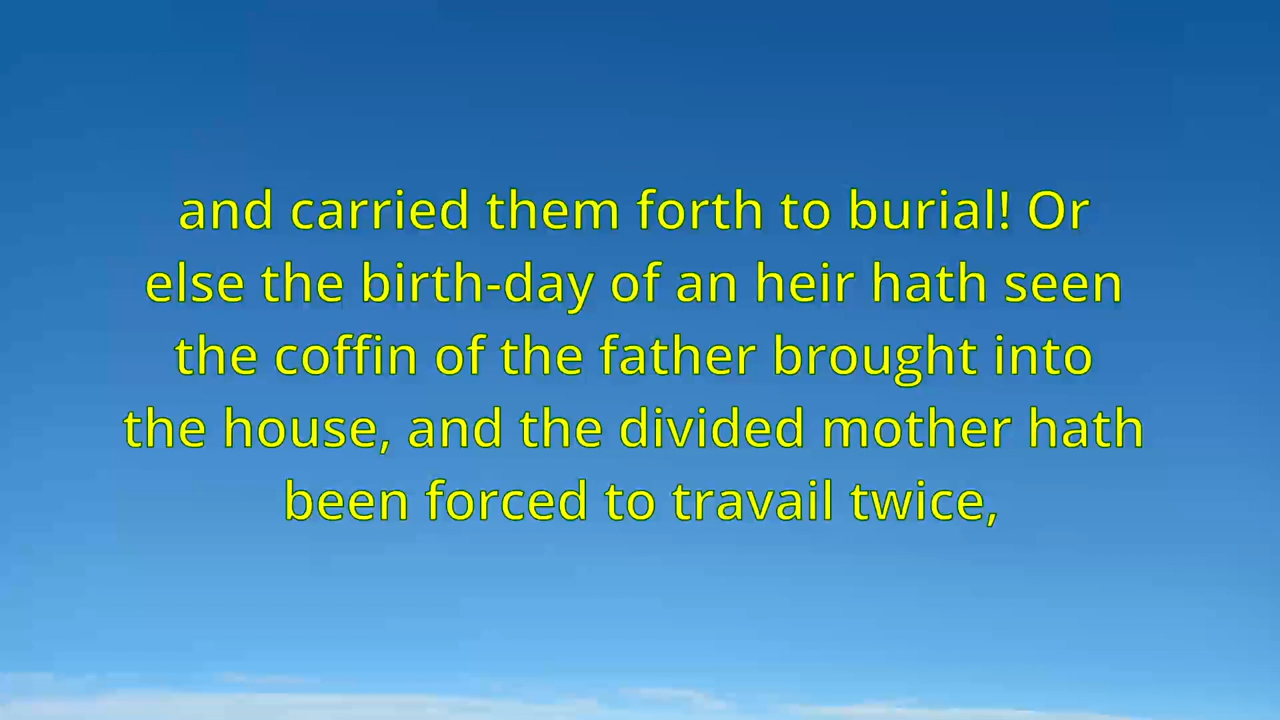 and carried them forth to burial! Or
else the birth-day of an heir hath seen
the coffin of the father brought into
the house, and the divided mother hath
been forced to travail twice,